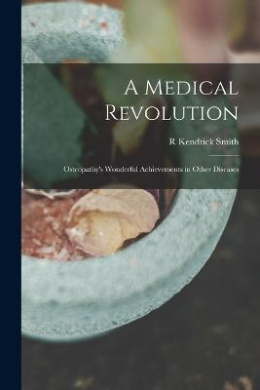 A Medical
Revolution
R Kendrick Smith
Osteopathy's Wonderful Achievements in Other Diseases